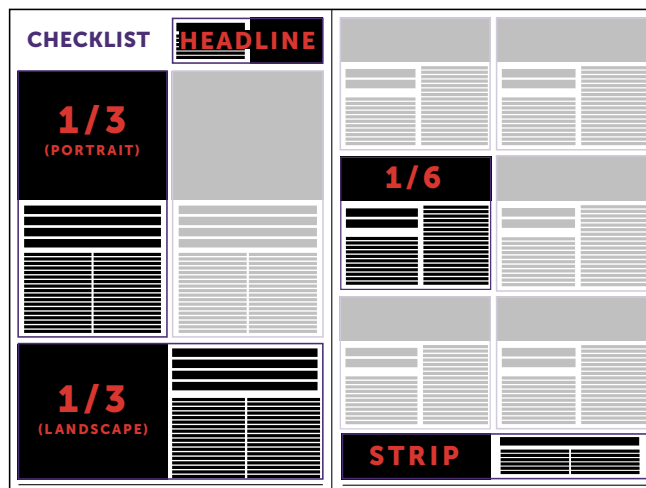 CHECKLIST
HEADLINE
1/3
(PORTRAIT)
1/3
(LANDSCAPE)
1/6
STRIP